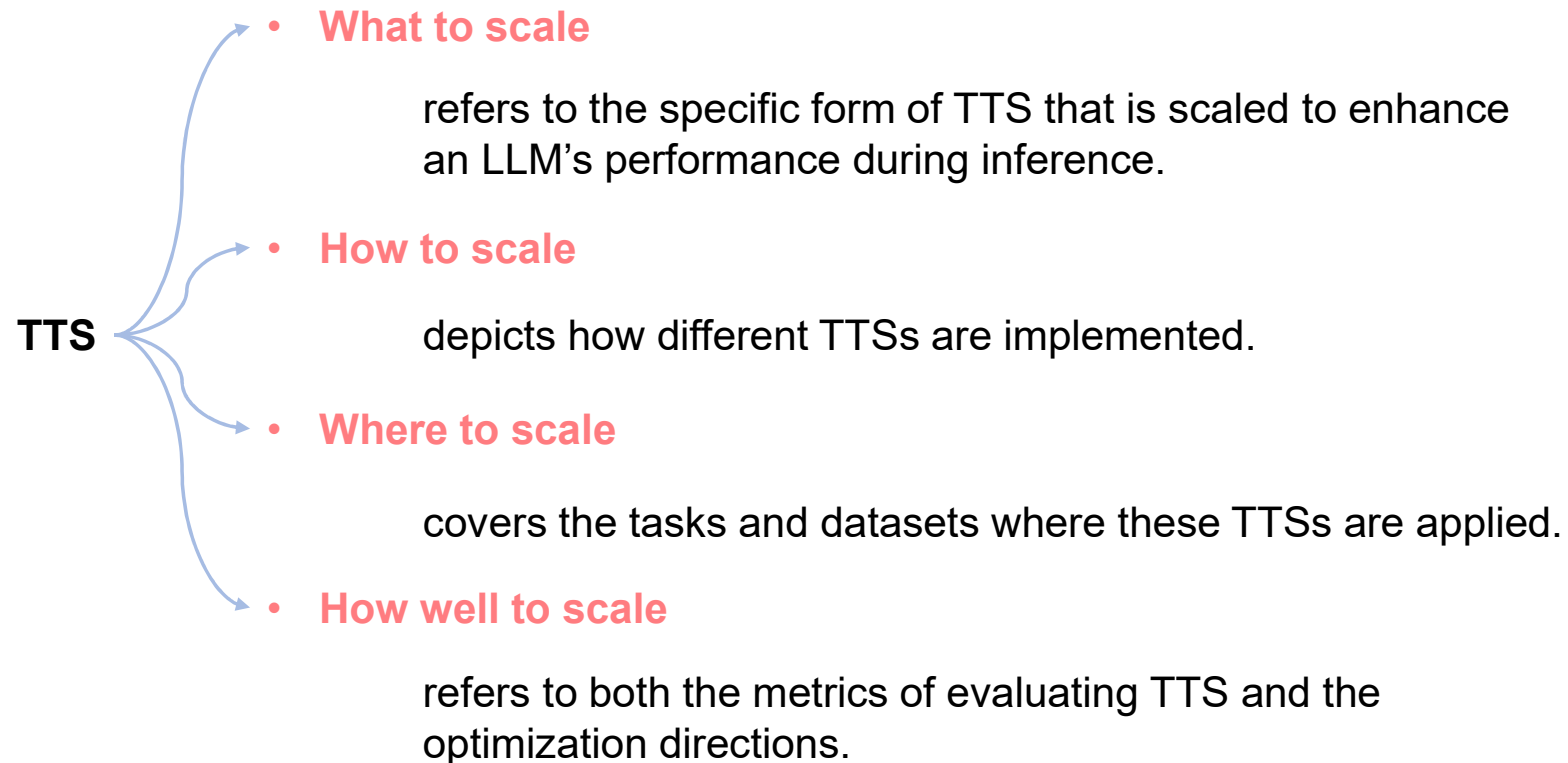 • What to scale
refers to the specific form of TTS that is scaled to enhance
an LLM’s performance during inference.
• How to scale
TTS
depicts how different TTSs are implemented.
• Where to scale
covers the tasks and datasets where these TTSs are applied.
• How well to scale
refers to both the metrics of evaluating TTS and the
optimization directions.